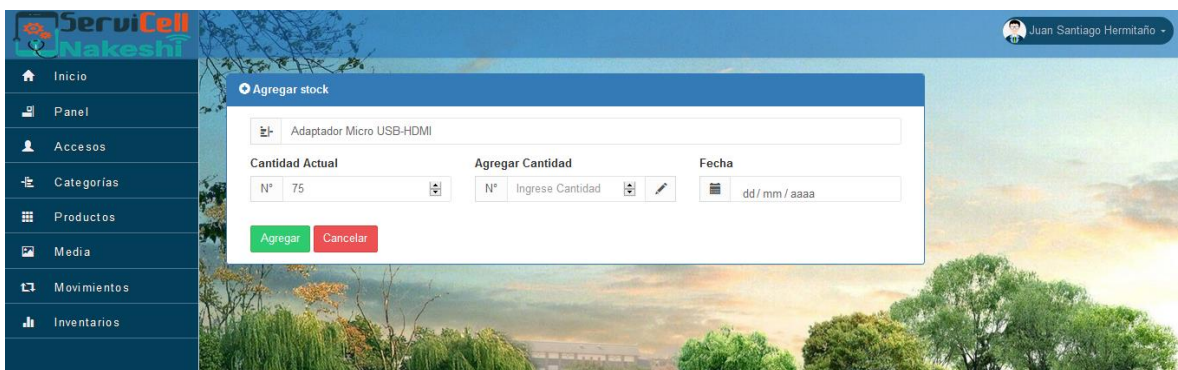 ServiCell
Nakeshi
Juan Santiago Hermitaño
Inicio
Panel
Accesos
Categorías
Productos
Media
Movimientos
Inventarios
Agregar stock
Adaptador Micro USB-HDMI
Cantidad Actual
Agregar Cantidad
Fecha
N° 75
N° Ingrese Cantidad
dd / mm / aaaa
Agregar
Cancelar